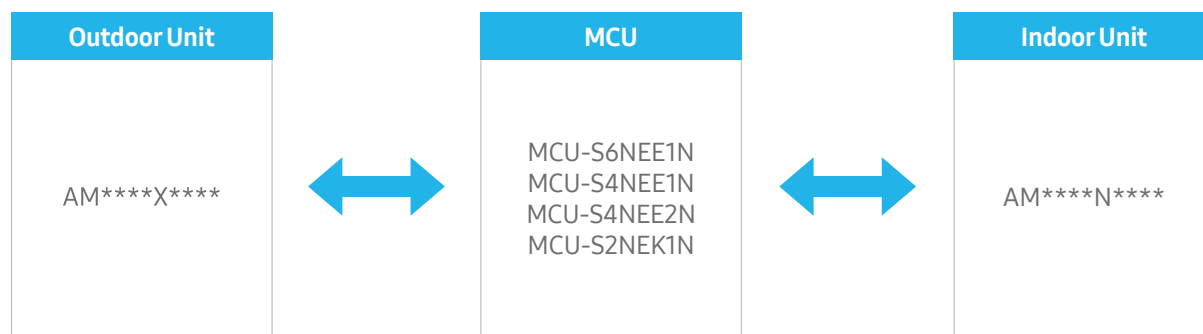 Outdoor Unit
AM****X****
MCU
MCU-S6NEE1N
MCU-S4NEE1N
MCU-S4NEE2N
MCU-S2NEK1N
Indoor Unit
AM****N****